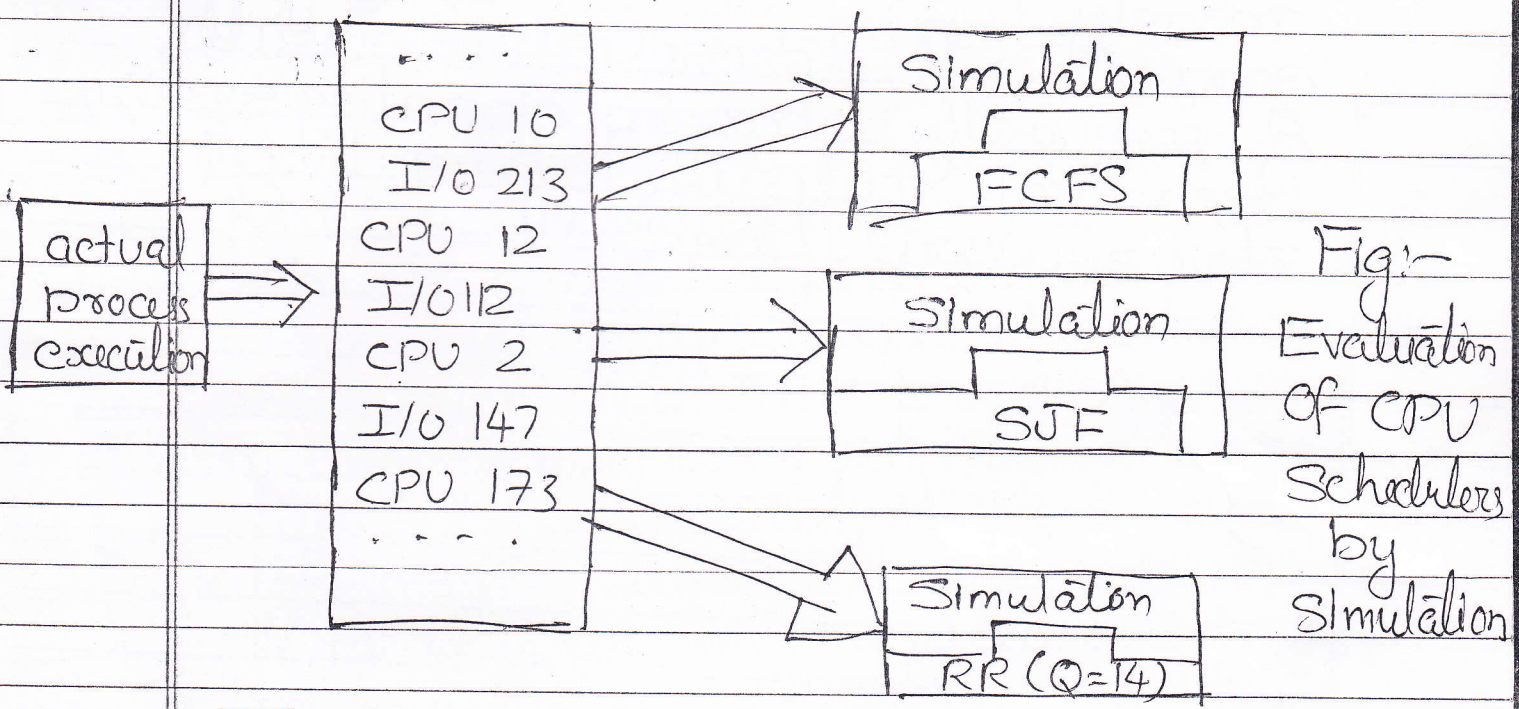 actual
process
execution
. . . .
CPU 10
I/O 213
CPU 12
I/O 112
CPU 2
I/O 147
CPU 173
. . . .
Simulation
FCFS
Simulation
SJF
Simulation
RR (Q=14)
Fig:-
Evaluation
Of CPU
Schedulers
by
Simulation